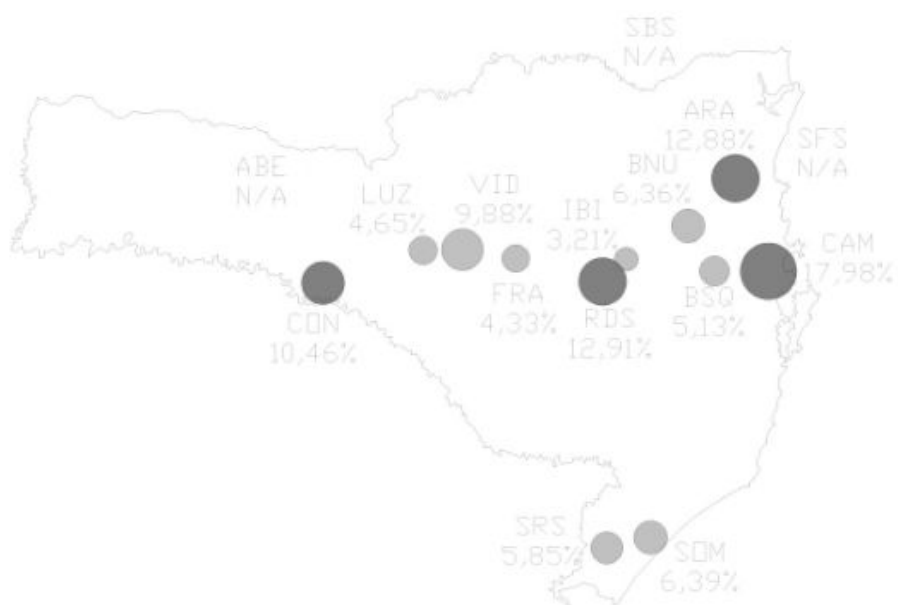 SBS
N/A
ARA
12,88%
SFS
N/A
ABE
N/A
BNU
6,36%
LUZ
4,65%
VID
9,88%
IBI
3,21%
CAM
17,98%
FRA
4,33%
BSQ
5,13%
CON
10,46%
RDS
12,91%
SRS
5,85%
SOM
6,39%